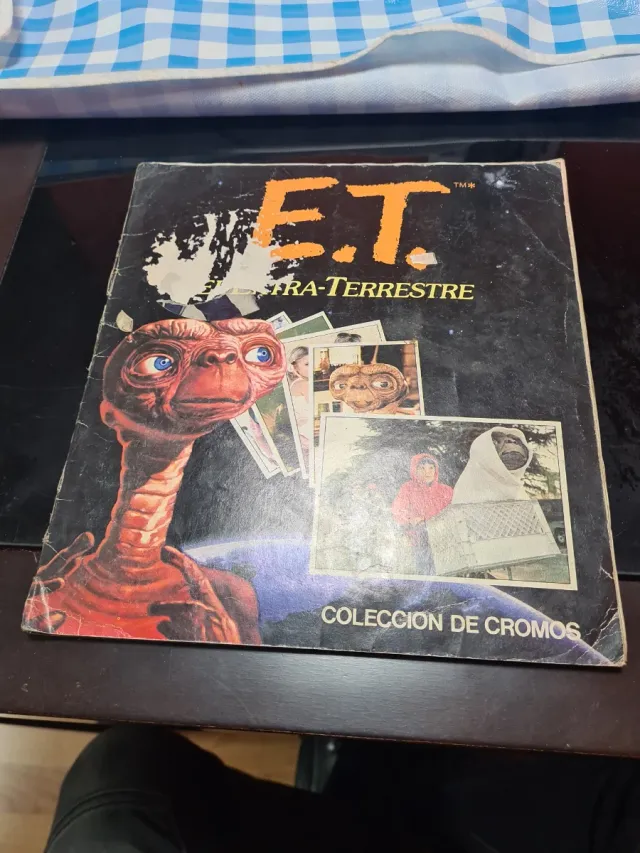 E.T.™*
TRA-TERRESTRE
COLECCION DE CROMOS